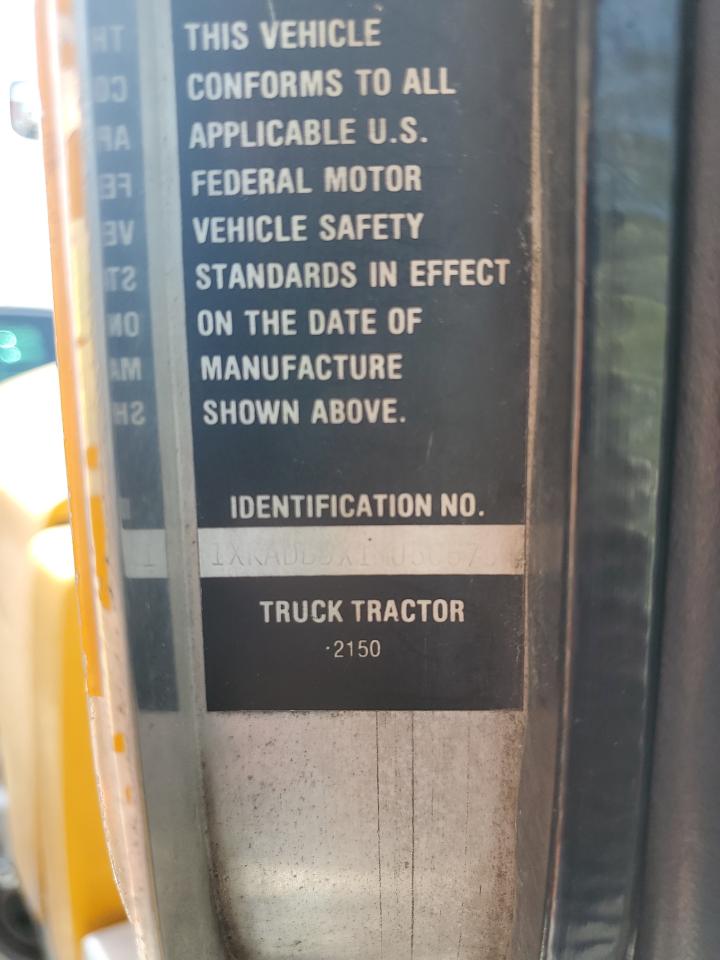 THIS VEHICLE
CONFORMS TO ALL
APPLICABLE U.S.
FEDERAL MOTOR
VEHICLE SAFETY
STANDARDS IN EFFECT
ON THE DATE OF
MANUFACTURE
SHOWN ABOVE.
IDENTIFICATION NO.
TRUCK TRACTOR
·2150